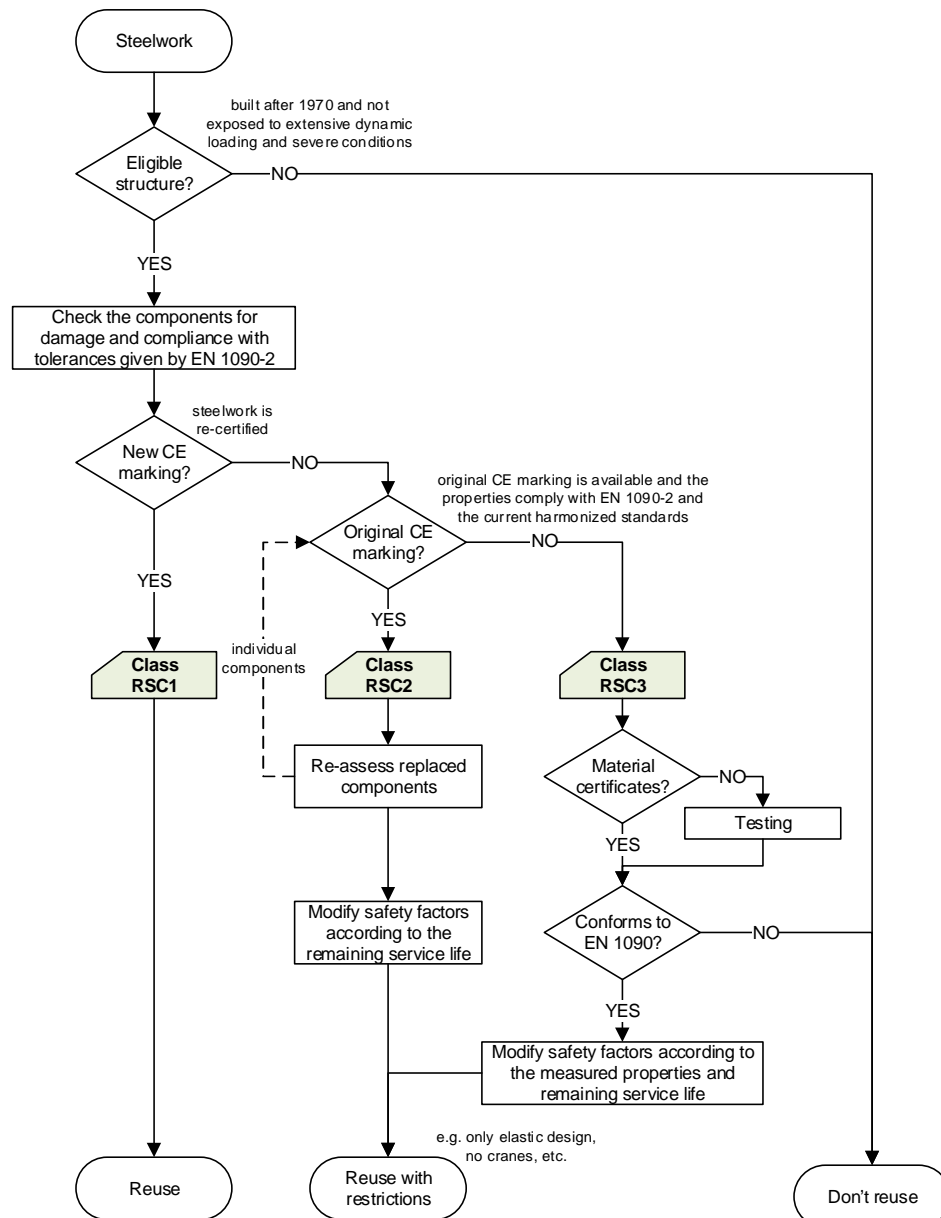 Steelwork
built after 1970 and not
exposed to extensive dynamic
loading and severe conditions
Eligible
structure?
NO
YES
Check the components for
damage and compliance with
tolerances given by EN 1090-2
steelwork is
re-certified
New CE
marking?
NO
original CE marking is available and the
properties comply with EN 1090-2 and
the current harmonized standards
Original CE
marking?
NO
YES
YES
individual
components
Class
RSC1
Class
RSC2
Class
RSC3
Re-assess replaced
components
Material
certificates?
NO
Testing
YES
Modify safety factors
according to the
remaining service life
Conforms to
EN 1090?
NO
YES
Modify safety factors according to
the measured properties and
remaining service life
e.g. only elastic design,
no cranes, etc.
Reuse
Reuse with
restrictions
Don't reuse